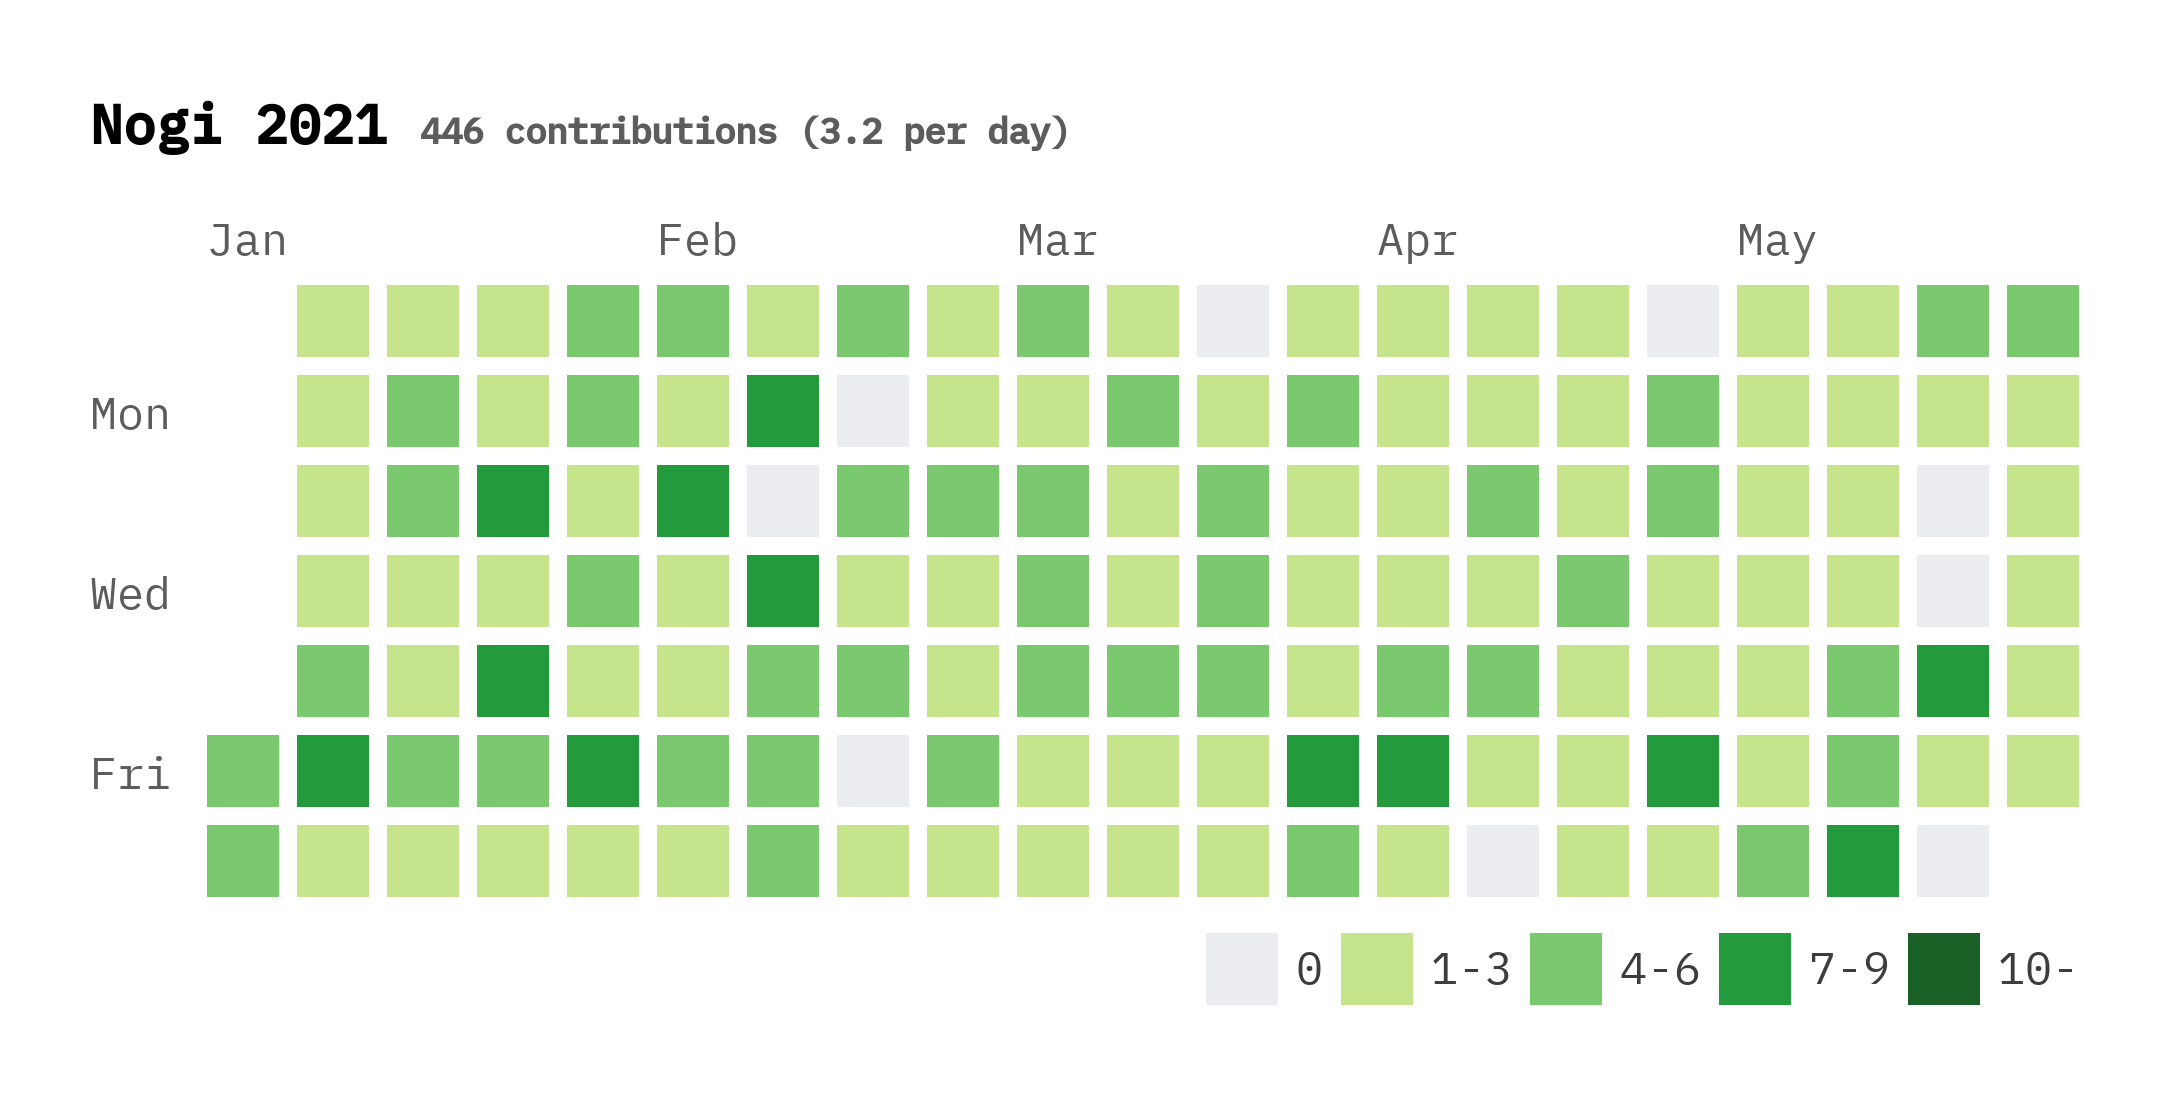 Nogi 2021 446 contributions (3.2 per day)
Jan Feb Mar Apr May
Mon
Wed
Fri
0 1-3 4-6 7-9 10-